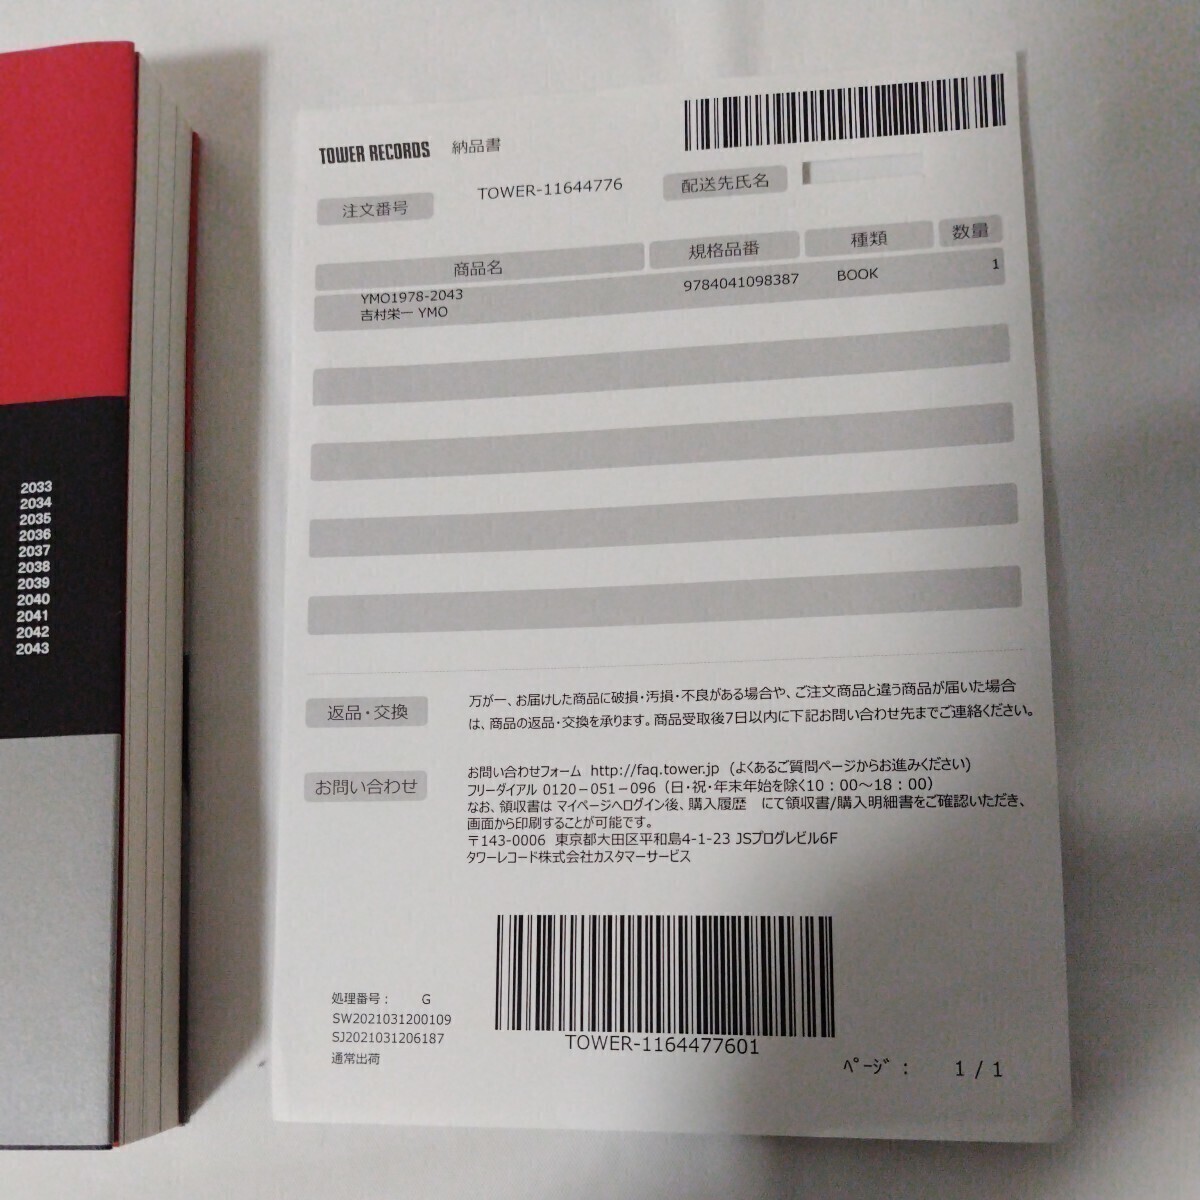 2033
2034
2035
2036
2037
2038
2039
2040
2041
2042
2043
TOWER RECORDS 納品書
注文番号 TOWER-11644776 配送先氏名
商品名 規格品番 種類 数量
YMO1978-2043 9784041098387 BOOK 1
吉村栄一 YMO
返品・交換 万が一、お届けした商品に破損・汚損・不良がある場合や、ご注文商品と違う商品が届いた場合
は、商品の返品・交換を承ります。商品受取後7日以内に下記お問い合わせ先までご連絡ください。
お問い合わせ お問い合わせフォーム http://faq.tower.jp (よくあるご質問ページからお進みください)
フリーダイアル 0120－051－096（日・祝・年末年始を除く10：00～18：00）
なお、領収書は マイページへログイン後、購入履歴 にて領収書/購入明細書をご確認いただき、
画面から印刷することが可能です。
〒143-0006 東京都大田区平和島4-1-23 JSプログレビル6F
タワーレコード株式会社カスタマーサービス
処理番号： G
SW2021031200109
SJ2021031206187
通常出荷
TOWER-1164477601
ﾍﾟｰｼﾞ： 1 / 1